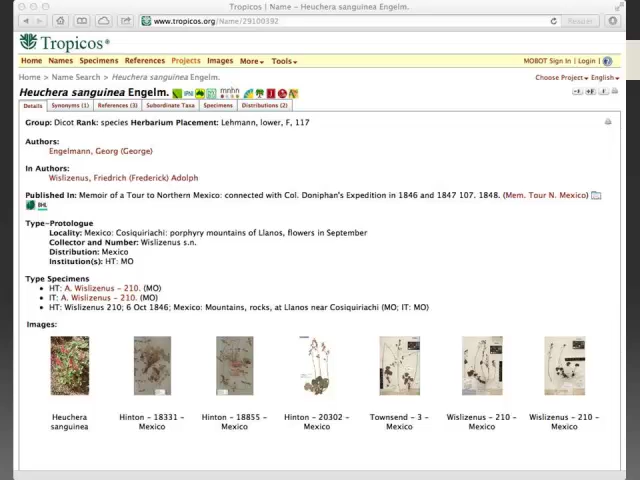 Tropicos | Name - Heuchera sanguinea Engelm.
www.tropicos.org/Name/29100392
Reader
Tropicos®
Home Names Specimens References Projects Images More Tools
MOBOT Sign In | Login |
Home > Name Search > Heuchera sanguinea Engelm.
Choose Project English
Heuchera sanguinea Engelm.
IPNI mnhn
Details Synonyms (1) References (3) Subordinate Taxa Specimens Distributions (2)
Group: Dicot Rank: species Herbarium Placement: Lehmann, lower, F, 117
Authors:
Engelmann, Georg (George)
In Authors:
Wislizenus, Friedrich (Frederick) Adolph
Published In: Memoir of a Tour to Northern Mexico: connected with Col. Doniphan's Expedition in 1846 and 1847 107. 1848. (Mem. Tour N. Mexico)
BHL
Type-Protologue
Locality: Mexico: Cosiquiriachi: porphyry mountains of Llanos, flowers in September
Collector and Number: Wislizenus s.n.
Distribution: Mexico
Institution(s): HT: MO
Type Specimens
• HT: A. Wislizenus - 210. (MO)
• IT: A. Wislizenus - 210. (MO)
• HT: Wislizenus 210; 6 Oct 1846; Mexico: Mountains, rocks, at Llanos near Cosiquiriachi (MO; IT: MO)
Images:
Heuchera sanguinea
Hinton - 18331 - Mexico
Hinton - 18855 - Mexico
Hinton - 20302 - Mexico
Townsend - 3 - Mexico
Wislizenus - 210 - Mexico
Wislizenus - 210 - Mexico